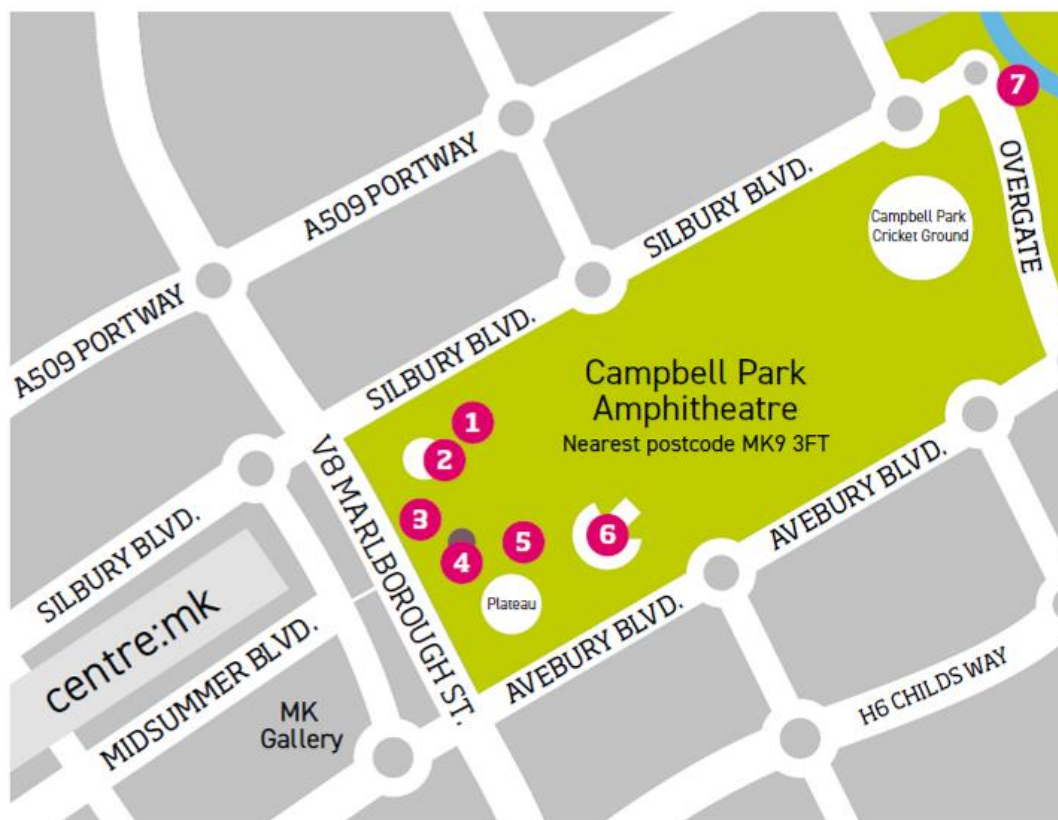 7
A509 PORTWAY
SILBURY BLVD.
OVERGATE
Campbell Park
Cricket Ground
A509 PORTWAY
SILBURY BLVD.
Campbell Park
Amphitheatre
Nearest postcode MK9 3FT
1
2
3
4
5
6
Plateau
V8 MARLBOROUGH ST.
AVEBURY BLVD.
AVEBURY BLVD.
SILBURY BLVD.
centre:mk
MIDSUMMER BLVD.
MK
Gallery
H6 CHILDS WAY